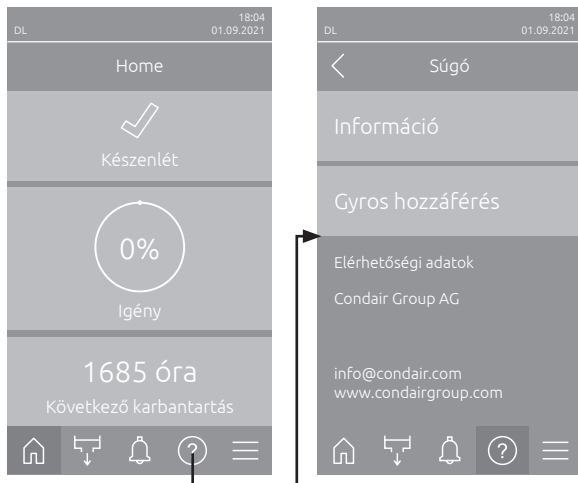 18:04
DL 01.09.2021
Home
Készenlét
0%
Igény
1685 óra
Következő karbantartás
?
18:04
DL 01.09.2021
Súgó
Információ
Gyros hozzáférés
Elérhetőségi adatok
Condair Group AG
info@condair.com
www.condairgroup.com
?